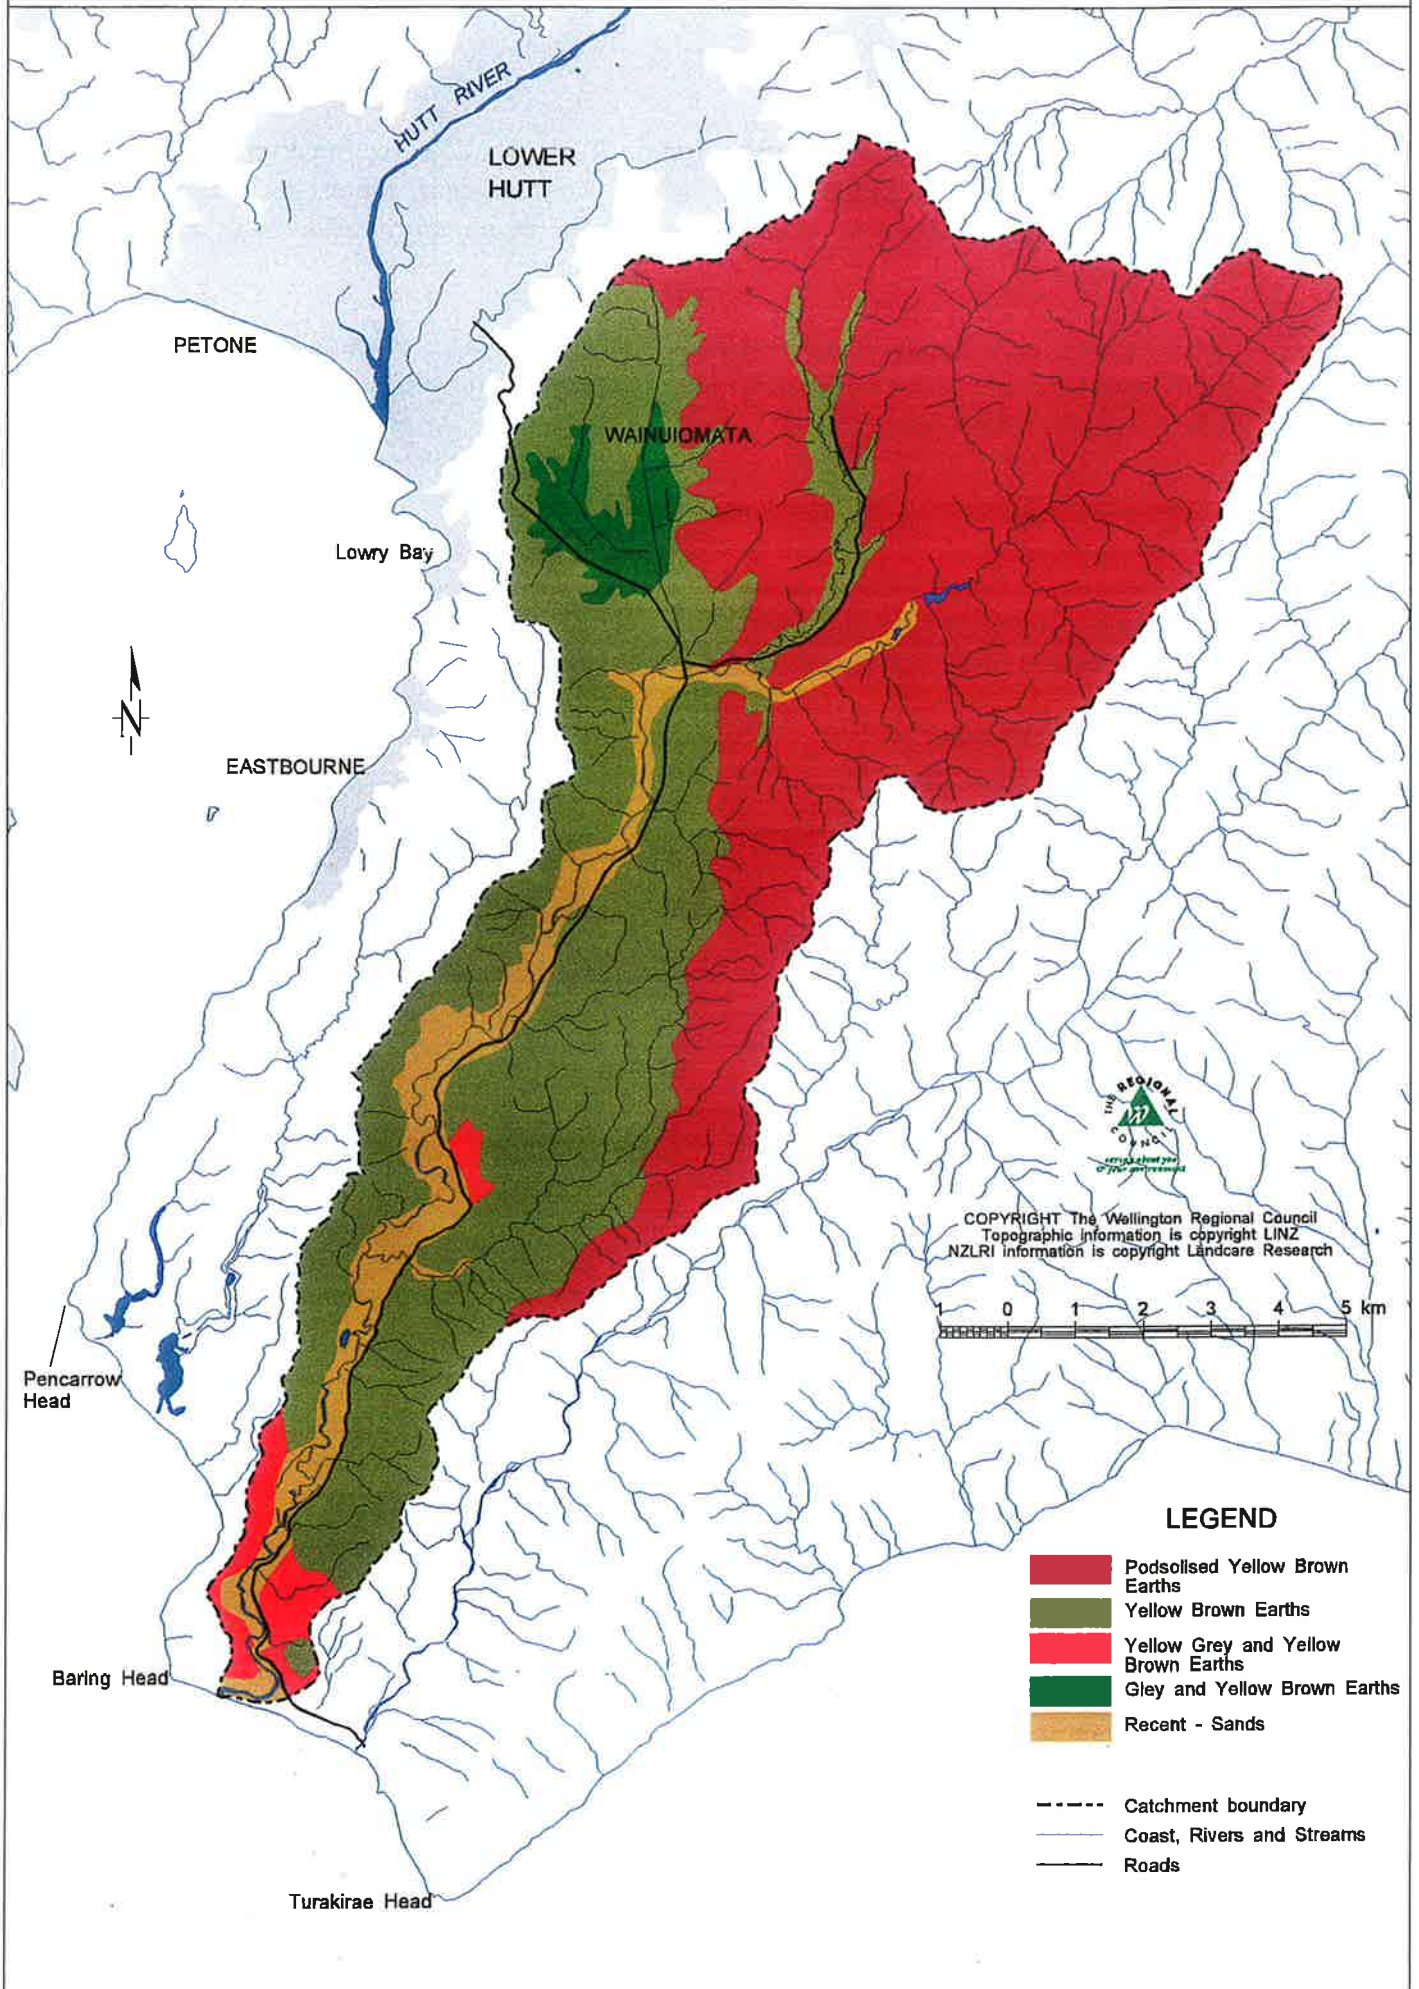 HUTT RIVER
LOWER
HUTT
PETONE
WAINUIOMATA
Lowry Bay
N
EASTBOURNE
THE REGIONAL
COUNCIL
W
COPYRIGHT The Wellington Regional Council
Topographic information is copyright LINZ
NZLRI information is copyright Landcare Research
1 0 1 2 3 4 5 km
Pencarrow
Head
LEGEND
Podsolised Yellow Brown
Earths
Yellow Brown Earths
Yellow Grey and Yellow
Brown Earths
Gley and Yellow Brown Earths
Recent - Sands
Baring Head
Catchment boundary
Coast, Rivers and Streams
Roads
Turakirae Head